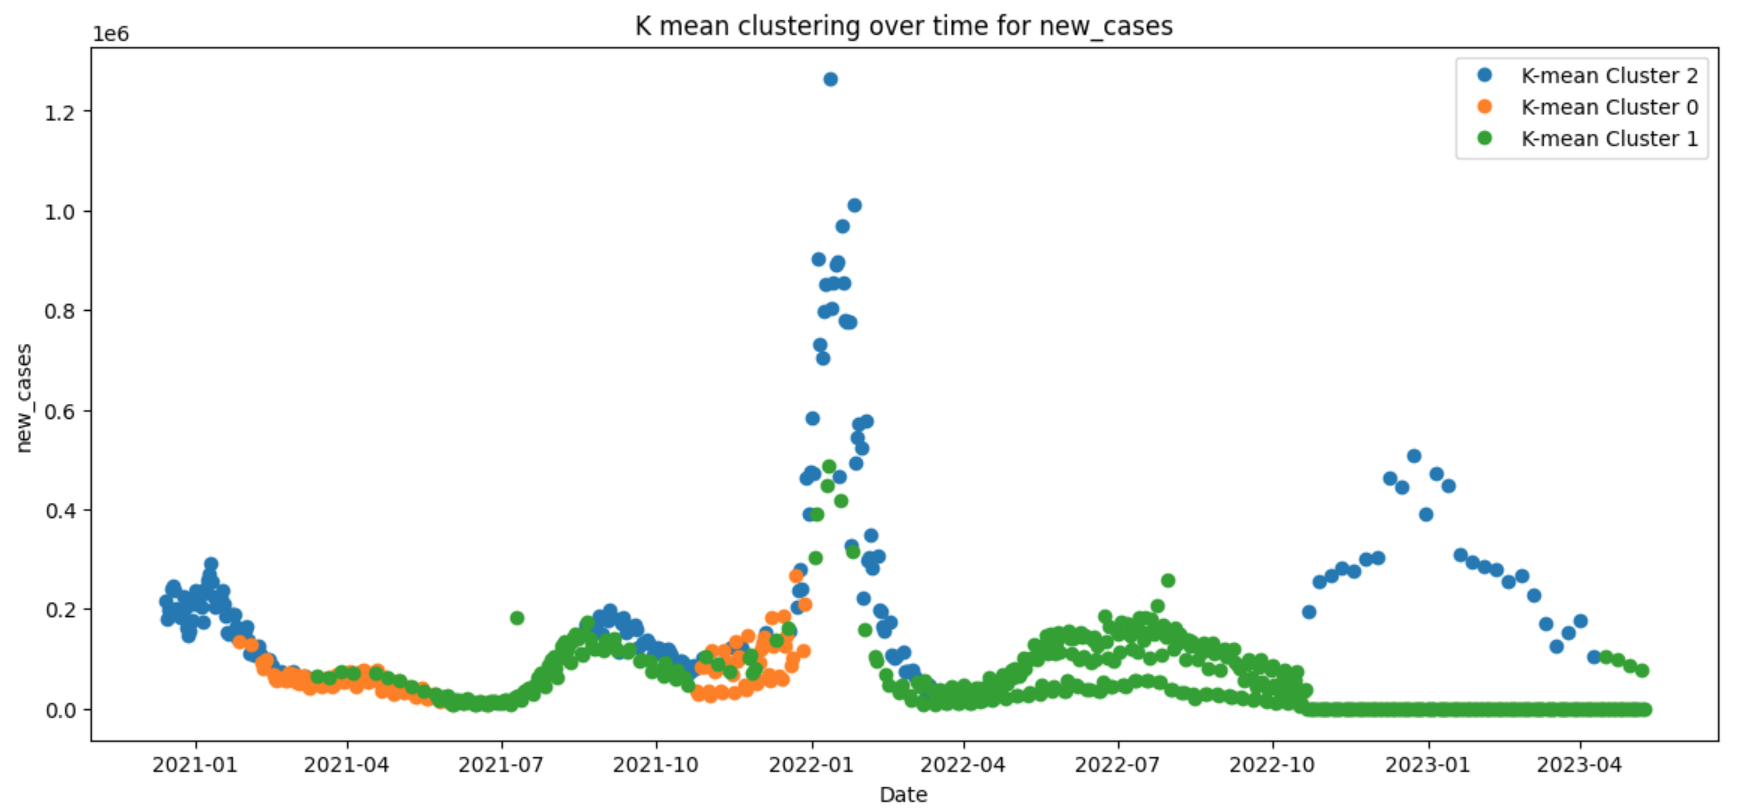 K mean clustering over time for new_cases
1e6
K-mean Cluster 2
K-mean Cluster 0
K-mean Cluster 1
1.2
1.0
0.8
0.6
0.4
0.2
0.0
new_cases
2021-01 2021-04 2021-07 2021-10 2022-01 2022-04 2022-07 2022-10 2023-01 2023-04
Date